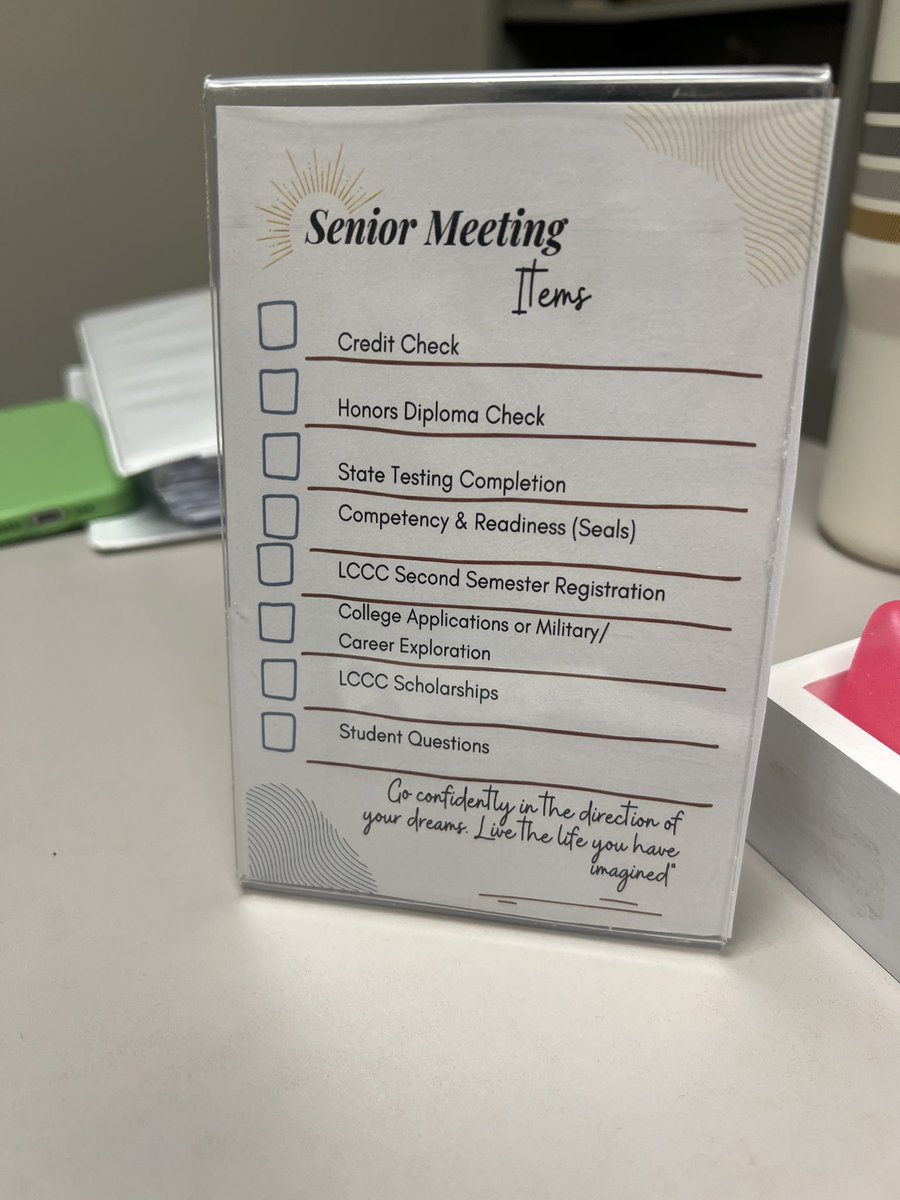 Senior Meeting
Items
Credit Check
Honors Diploma Check
State Testing Completion
Competency & Readiness (Seals)
LCCC Second Semester Registration
College Applications or Military/
Career Exploration
LCCC Scholarships
Student Questions
Go confidently in the direction of
your dreams. Live the life you have
imagined"